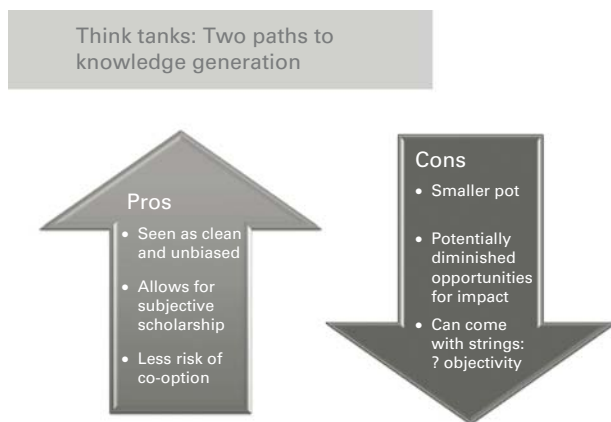 Think tanks: Two paths to
knowledge generation
Pros
• Seen as clean
and unbiased
• Allows for
subjective
scholarship
• Less risk of
co-option
Cons
• Smaller pot
• Potentially
diminished
opportunities
for impact
• Can come
with strings:
? objectivity